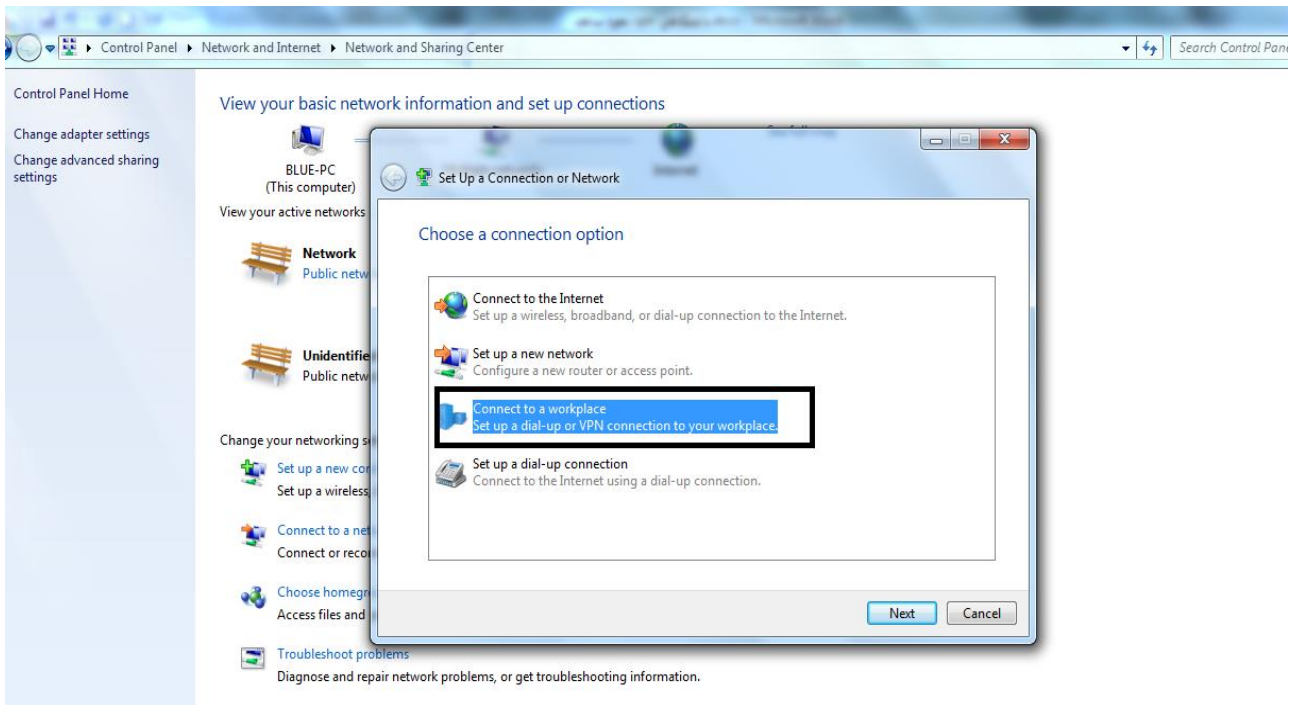 Control Panel ▸ Network and Internet ▸ Network and Sharing Center
Search Control Pan
Control Panel Home
Change adapter settings
Change advanced sharing
settings
View your basic network information and set up connections
BLUE-PC
(This computer)
View your active networks
Network
Public netw
Unidentifie
Public netw
Change your networking s
Set up a new con
Set up a wireless,
Connect to a net
Connect or reco
Choose homegr
Access files and
Troubleshoot problems
Diagnose and repair network problems, or get troubleshooting information.
Set Up a Connection or Network
Choose a connection option
Connect to the Internet
Set up a wireless, broadband, or dial-up connection to the Internet.
Set up a new network
Configure a new router or access point.
Connect to a workplace
Set up a dial-up or VPN connection to your workplace.
Set up a dial-up connection
Connect to the Internet using a dial-up connection.
Next
Cancel